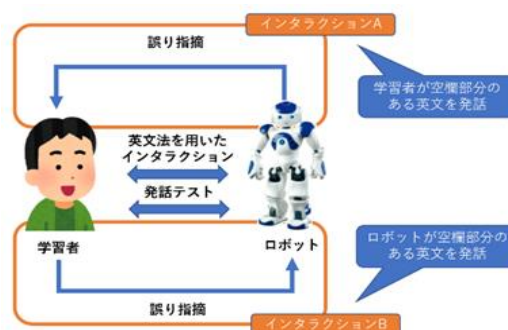 インタラクションA
誤り指摘
学習者が空欄部分の
ある英文を発話
英文法を用いた
インタラクション
発話テスト
学習者
ロボット
ロボットが空欄部分の
ある英文を発話
誤り指摘
インタラクションB